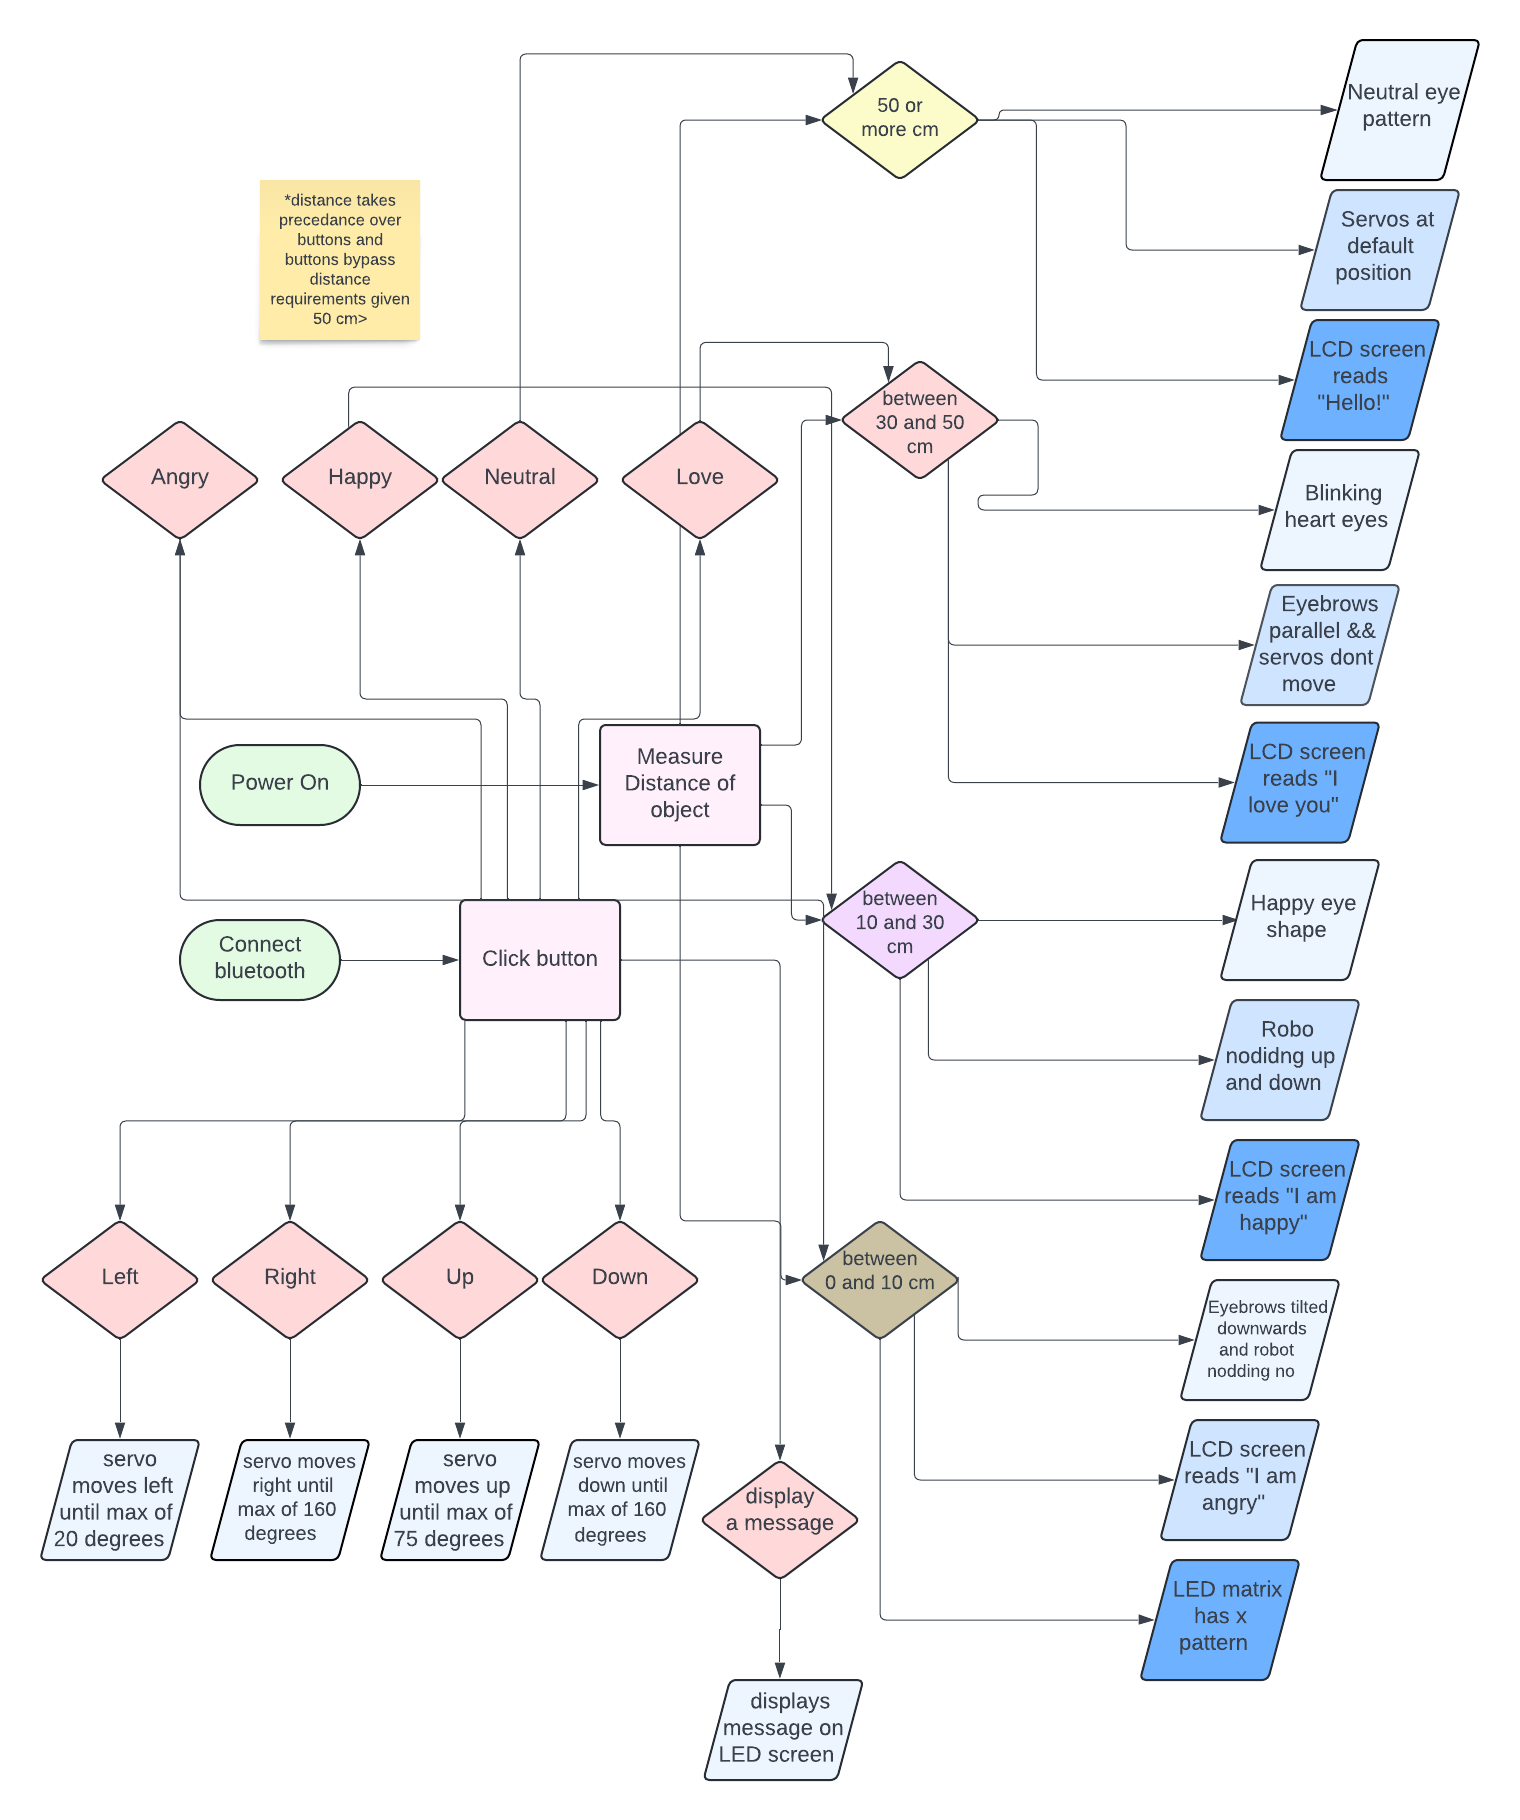 50 or
more cm
Neutral eye
pattern
*distance takes
precedance over
buttons and
buttons bypass
distance
requirements given
50 cm>
Servos at
default
position
LCD screen
reads
"Hello!"
between
30 and 50
cm
Angry
Happy
Neutral
Love
Blinking
heart eyes
Eyebrows
parallel &&
servos dont
move
Power On
Measure
Distance of
object
LCD screen
reads "I
love you"
between
10 and 30
cm
Happy eye
shape
Connect
bluetooth
Click button
Robo
nodidng up
and down
LCD screen
reads "I am
happy"
Left
Right
Up
Down
between
0 and 10 cm
Eyebrows tilted
downwards
and robot
nodding no
servo
moves left
until max of
20 degrees
servo moves
right until
max of 160
degrees
servo
moves up
until max of
75 degrees
servo moves
down until
max of 160
degrees
display
a message
LCD screen
reads "I am
angry"
LED matrix
has x
pattern
displays
message on
LED screen